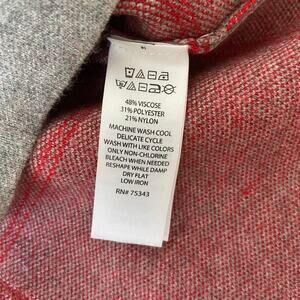 48% VISCOSE
31% POLYESTER
21% NYLON
MACHINE WASH COOL
DELICATE CYCLE
WASH WITH LIKE COLORS
ONLY NON-CHLORINE
BLEACH WHEN NEEDED
RESHAPE WHILE DAMP
DRY FLAT
LOW IRON
RN# 75343